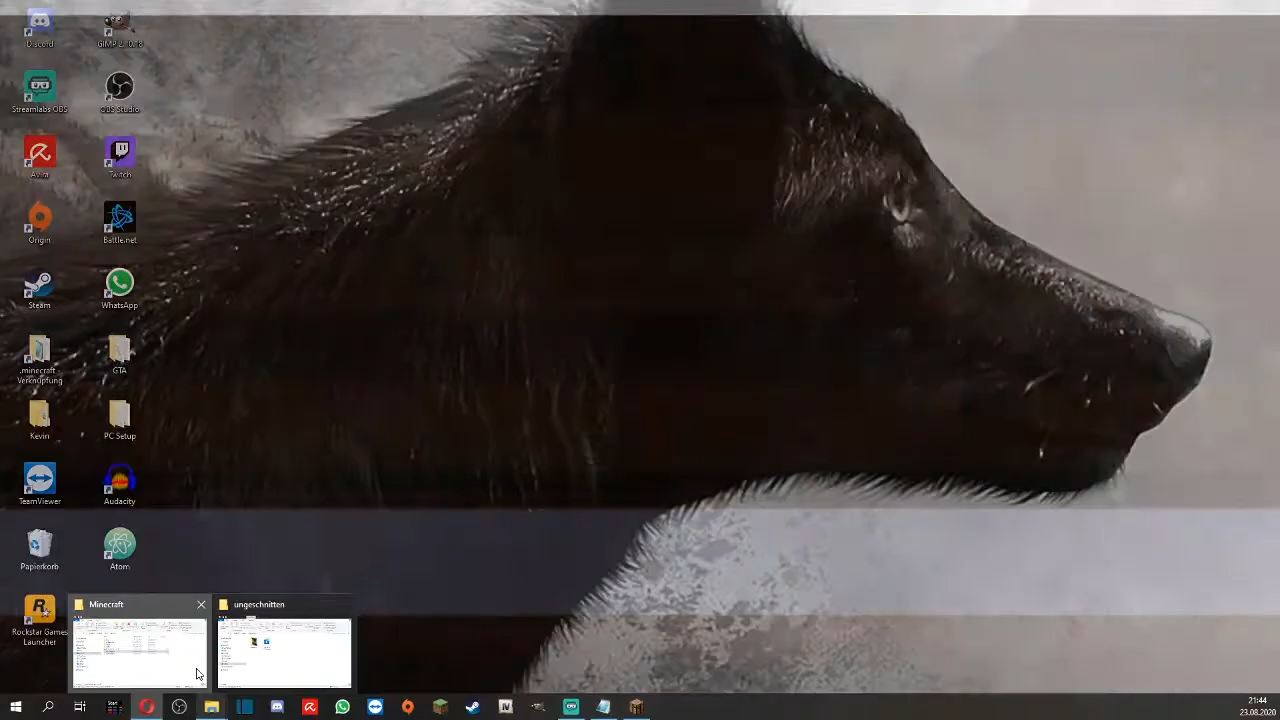 Discord
GIMP 2.10.18
Streamlabs OBS
OBS Studio
Avira
Twitch
Origin
Battle.net
Steam
WhatsApp
.minecraft
Verknüpfung
GTA
Kevin
PC Setup
TeamViewer
Audacity
Papierkorb
Atom
Rockstar Games
Launcher
Minecraft
ungeschnitten
21:44
23.08.2020